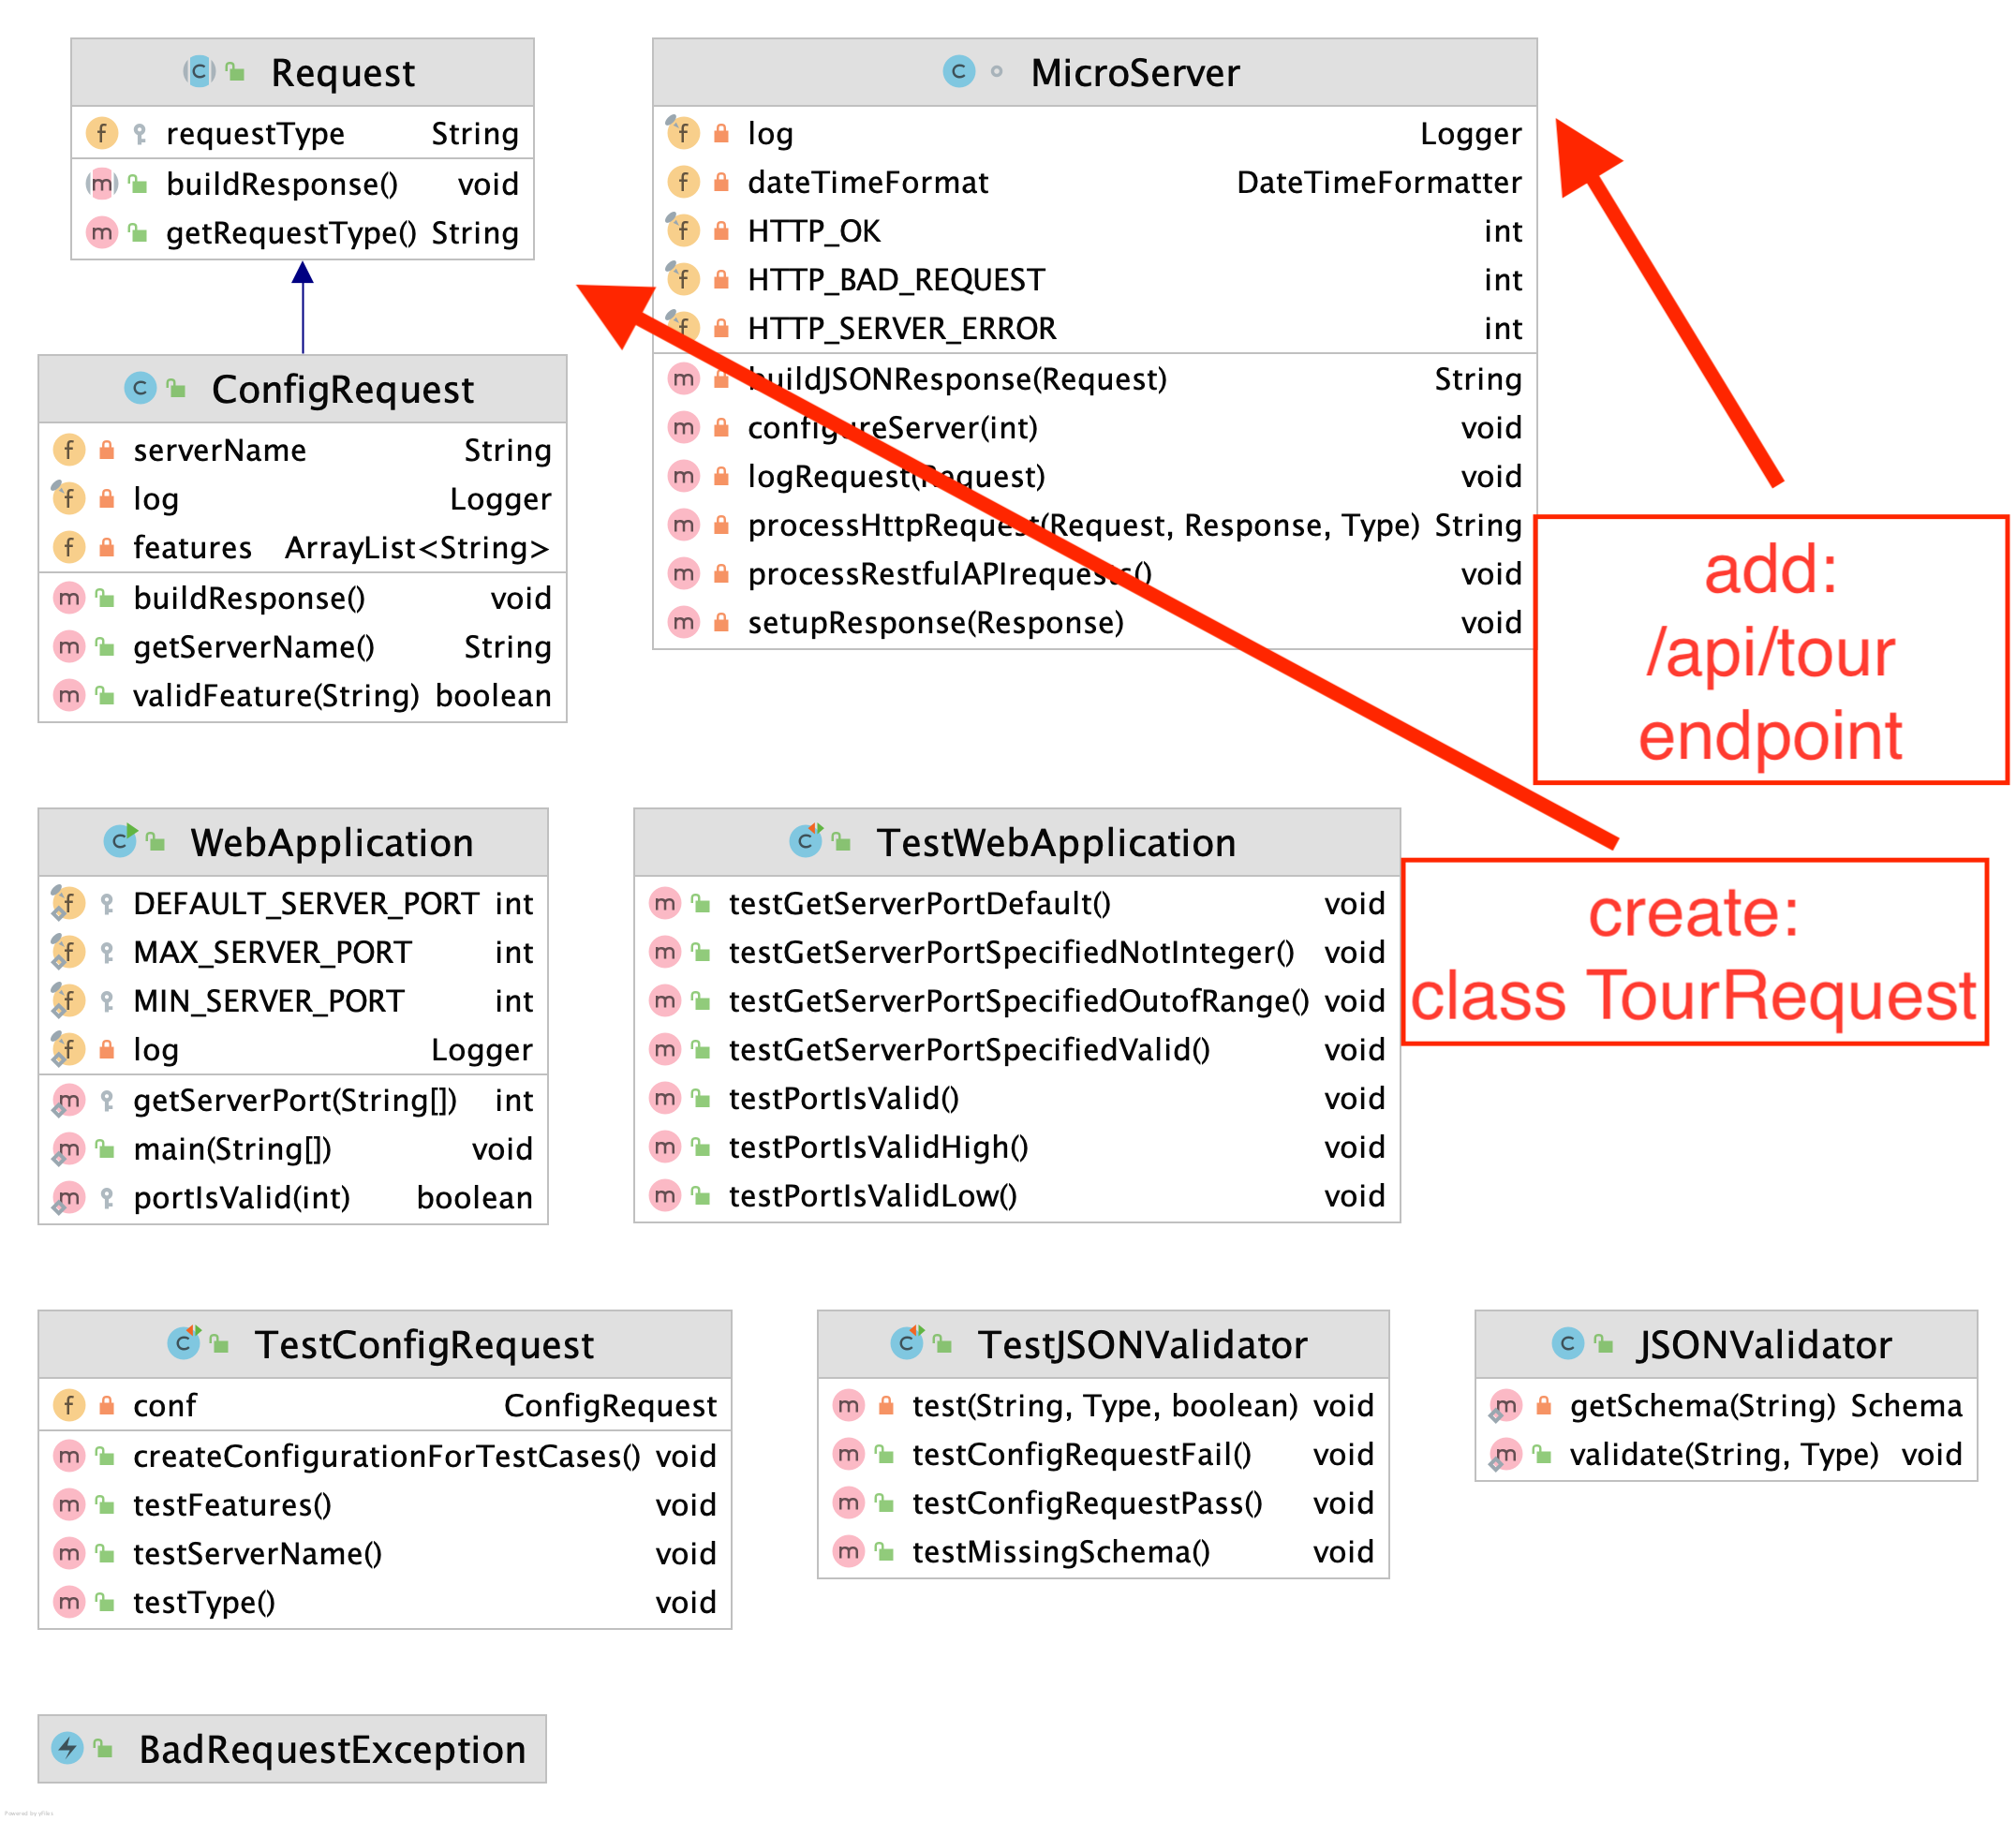 Request
requestType String
buildResponse() void
getRequestType() String
MicroServer
log Logger
dateTimeFormat DateTimeFormatter
HTTP_OK int
HTTP_BAD_REQUEST int
HTTP_SERVER_ERROR int
buildJSONResponse(Request) String
configureServer(int) void
logRequest(Request) void
processHttpRequest(Request, Response, Type) String
processRestfulAPIrequests() void
setupResponse(Response) void
ConfigRequest
serverName String
log Logger
features ArrayList<String>
buildResponse() void
getServerName() String
validFeature(String) boolean
add:
/api/tour
endpoint
WebApplication
DEFAULT_SERVER_PORT int
MAX_SERVER_PORT int
MIN_SERVER_PORT int
log Logger
getServerPort(String[]) int
main(String[]) void
portIsValid(int) boolean
TestWebApplication
testGetServerPortDefault() void
testGetServerPortSpecifiedNotInteger() void
testGetServerPortSpecifiedOutofRange() void
testGetServerPortSpecifiedValid() void
testPortIsValid() void
testPortIsValidHigh() void
testPortIsValidLow() void
create:
class TourRequest
TestConfigRequest
conf ConfigRequest
createConfigurationForTestCases() void
testFeatures() void
testServerName() void
testType() void
TestJSONValidator
test(String, Type, boolean) void
testConfigRequestFail() void
testConfigRequestPass() void
testMissingSchema() void
JSONValidator
getSchema(String) Schema
validate(String, Type) void
BadRequestException
Powered by yFiles